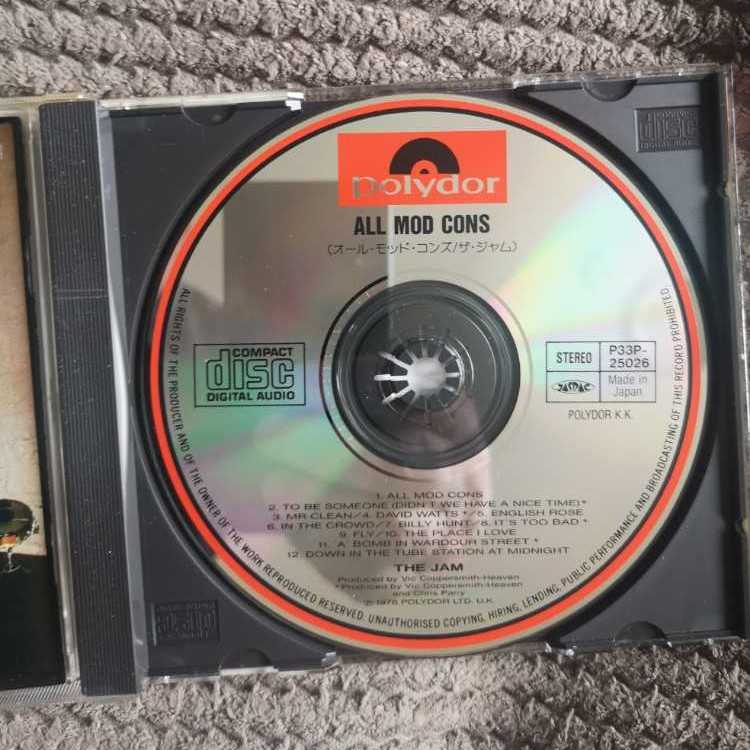 polydor
ALL MOD CONS
(オール・モッド・コンズ/ザ・ジャム)
COMPACT
disc
DIGITAL AUDIO
STEREO
P33P-
25026
JASRAC
Made in
Japan
POLYDOR K.K.
1. ALL MOD CONS
2. TO BE SOMEONE (DIDN'T WE HAVE A NICE TIME)*
3. MR CLEAN/4. DAVID WATTS*/5. ENGLISH ROSE
6. IN THE CROWD/7. BILLY HUNT/8. IT'S TOO BAD*
9. FLY/10. THE PLACE I LOVE
11. 'A' BOMB IN WARDOUR STREET*
12. DOWN IN THE TUBE STATION AT MIDNIGHT
THE JAM
Produced by Vic Coppersmith-Heaven
*Produced by Vic Coppersmith-Heaven
and Chris Parry
℗1978 POLYDOR LTD. U.K.
ALL RIGHTS OF THE PRODUCER AND OF THE OWNER OF THE WORK REPRODUCED RESERVED. UNAUTHORISED COPYING, HIRING, LENDING, PUBLIC PERFORMANCE AND BROADCASTING OF THIS RECORD PROHIBITED
COMPACT
disc
DIGITAL AUDIO